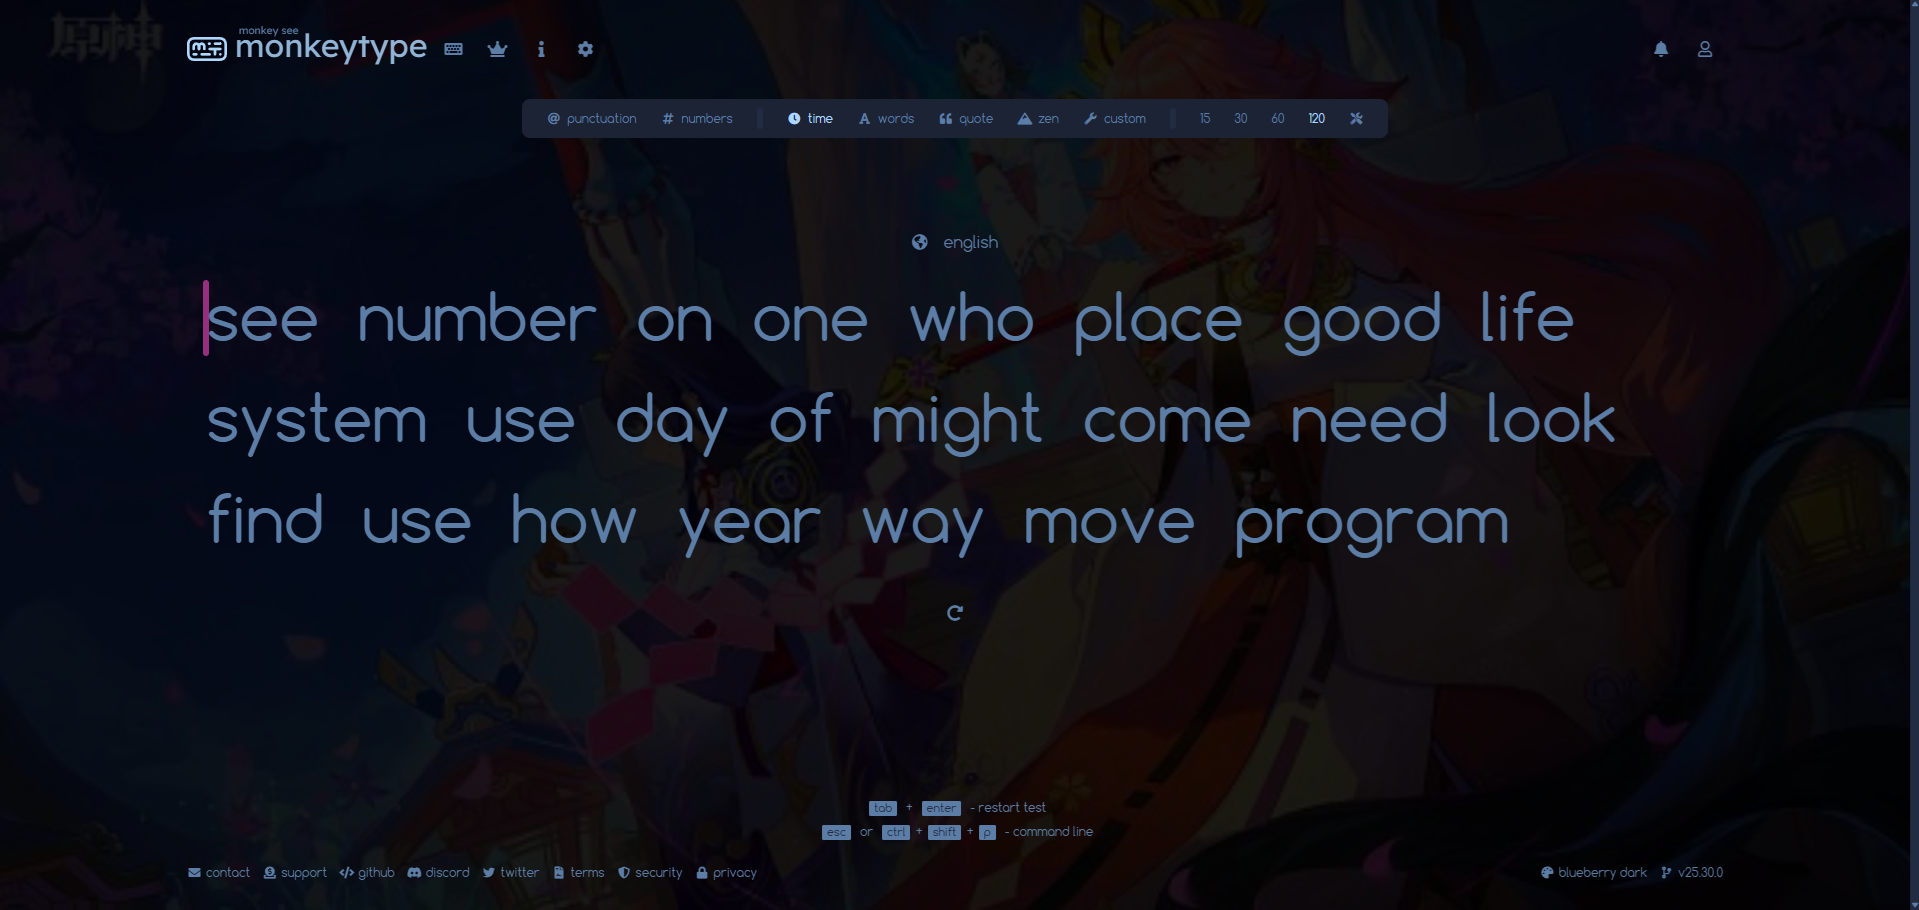 原神
monkey see
monkeytype
@ punctuation # numbers time A words quote zen custom 15 30 60 120
english
see number on one who place good life
system use day of might come need look
find use how year way move program
tab + enter - restart test
esc or ctrl + shift + p - command line
contact support github discord twitter terms security privacy blueberry dark v25.30.0